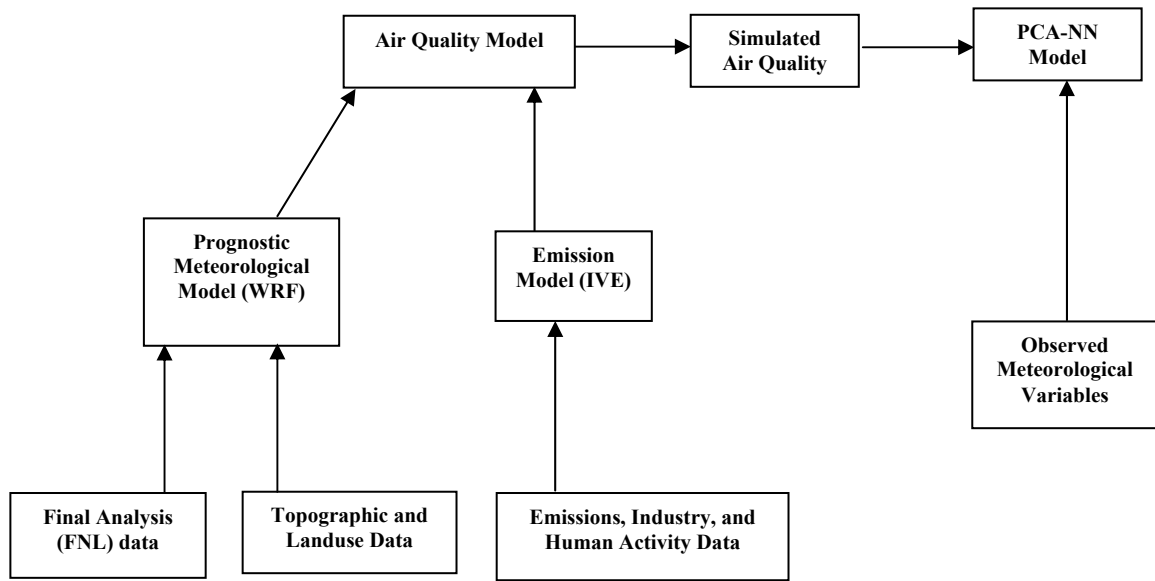 Air Quality Model
Simulated
Air Quality
PCA-NN
Model
Prognostic
Meteorological
Model (WRF)
Emission
Model (IVE)
Observed
Meteorological
Variables
Final Analysis
(FNL) data
Topographic and
Landuse Data
Emissions, Industry, and
Human Activity Data